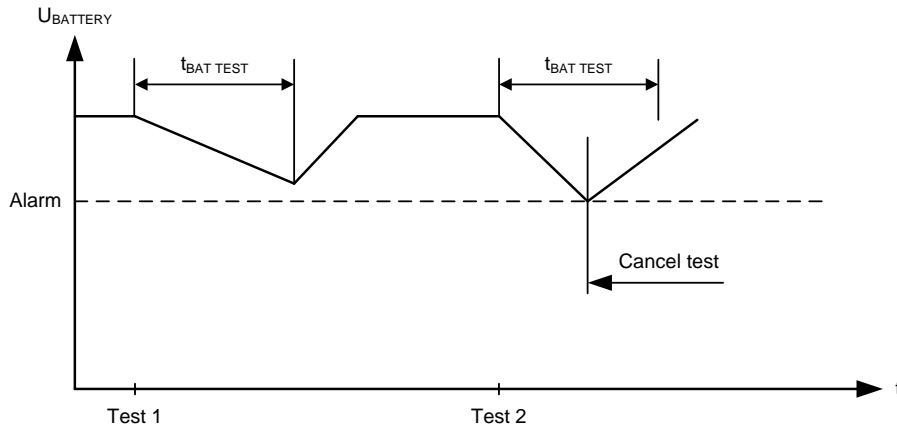 UBATTERY
tBAT TEST
tBAT TEST
Alarm
Cancel test
t
Test 1
Test 2